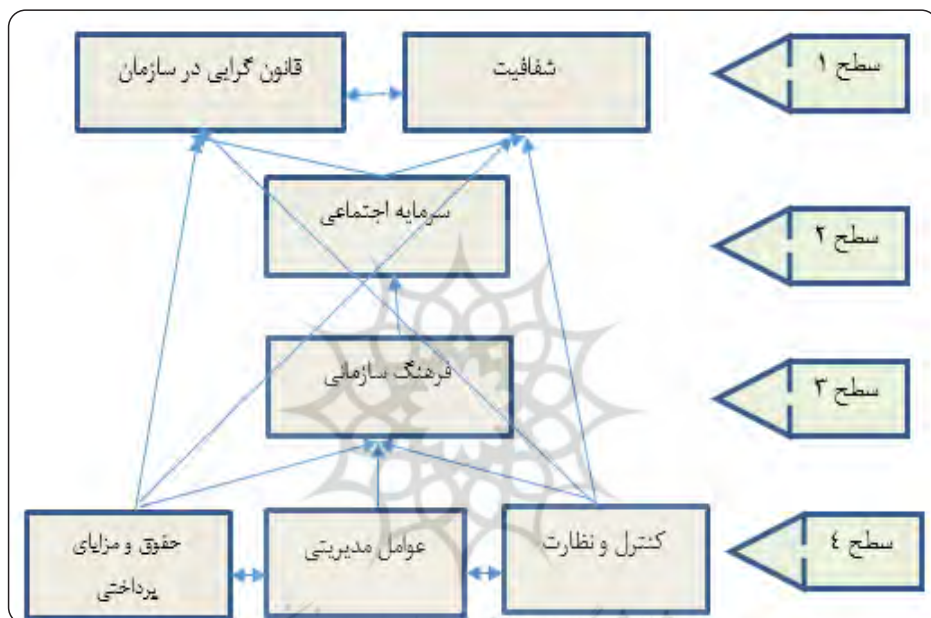 سطح ۱
شفافیت
قانون گرایی در سازمان
سطح ۲
سرمایه اجتماعی
سطح ۳
فرهنگ سازمانی
سطح ٤
کنترل و نظارت
عوامل مدیریتی
حقوق و مزایای
پرداختی